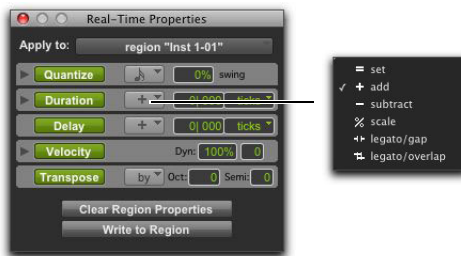 Real-Time Properties
Apply to: region "Inst 1-01"
Quantize 0% swing
Duration + 0| 000 ticks
Delay + 0| 000 ticks
Velocity Dyn: 100% 0
Transpose by Oct: 0 Semi: 0
Clear Region Properties
Write to Region
= set
✓ + add
− subtract
% scale
legato/gap
legato/overlap